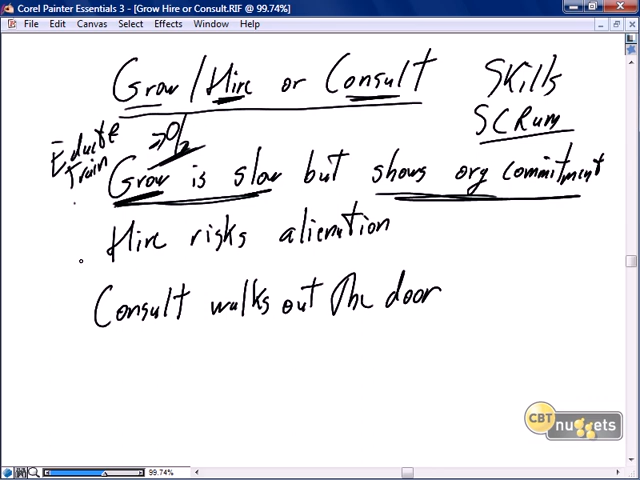 Corel Painter Essentials 3 - [Grow Hire or Consult.RIF @ 99.74%]
File Edit Canvas Select Effects Window Help
Grow/Hire or Consult
Skills
SCRUM
Train
Grow is slow but shows org commitment
Hire risks alienation
Consult walks out the door
CBT nuggets
99.74%